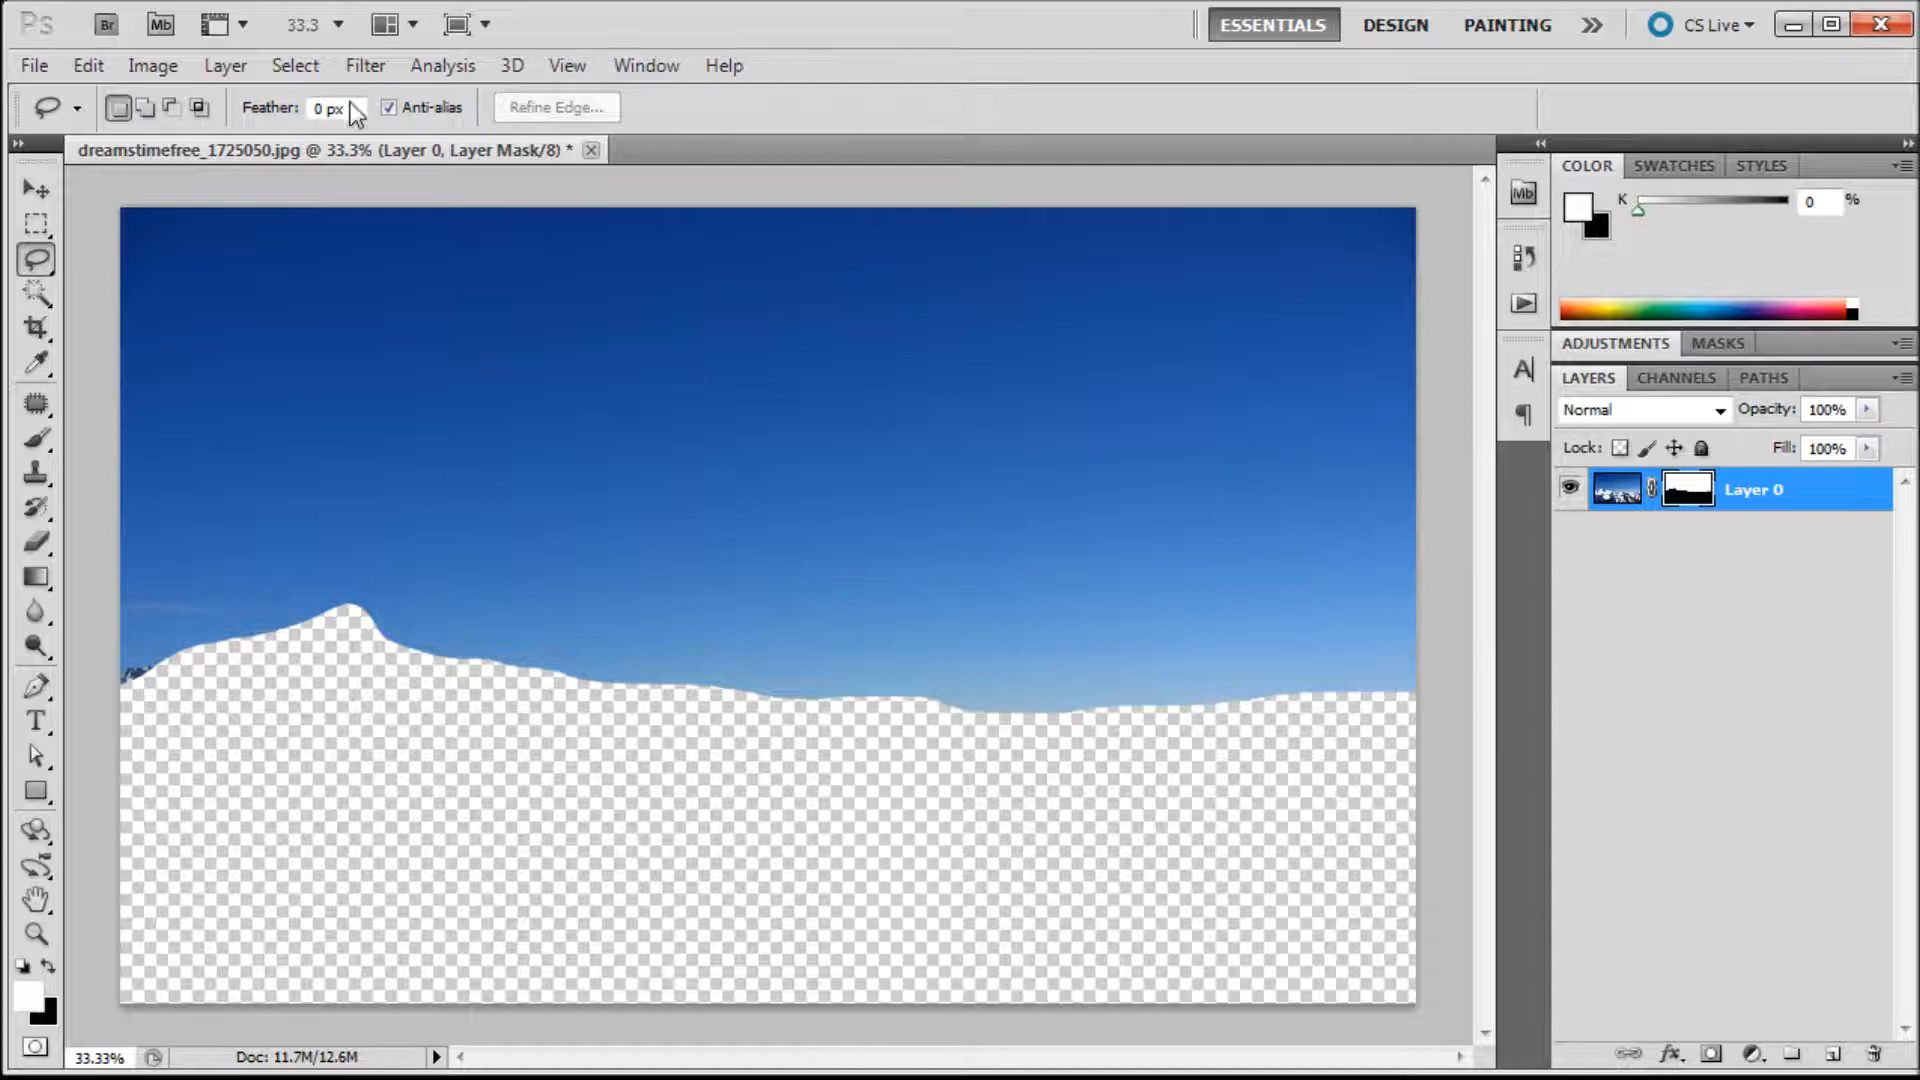 Ps Br Mb 33.3 ESSENTIALS DESIGN PAINTING CS Live
File Edit Image Layer Select Filter Analysis 3D View Window Help
Feather: 0 px Anti-alias Refine Edge...
dreamstimefree_1725050.jpg @ 33.3% (Layer 0, Layer Mask/8) *
Mb
COLOR SWATCHES STYLES
K 0 %
ADJUSTMENTS MASKS
LAYERS CHANNELS PATHS
Normal Opacity: 100%
Lock: Fill: 100%
Layer 0
33.33% Doc: 11.7M/12.6M